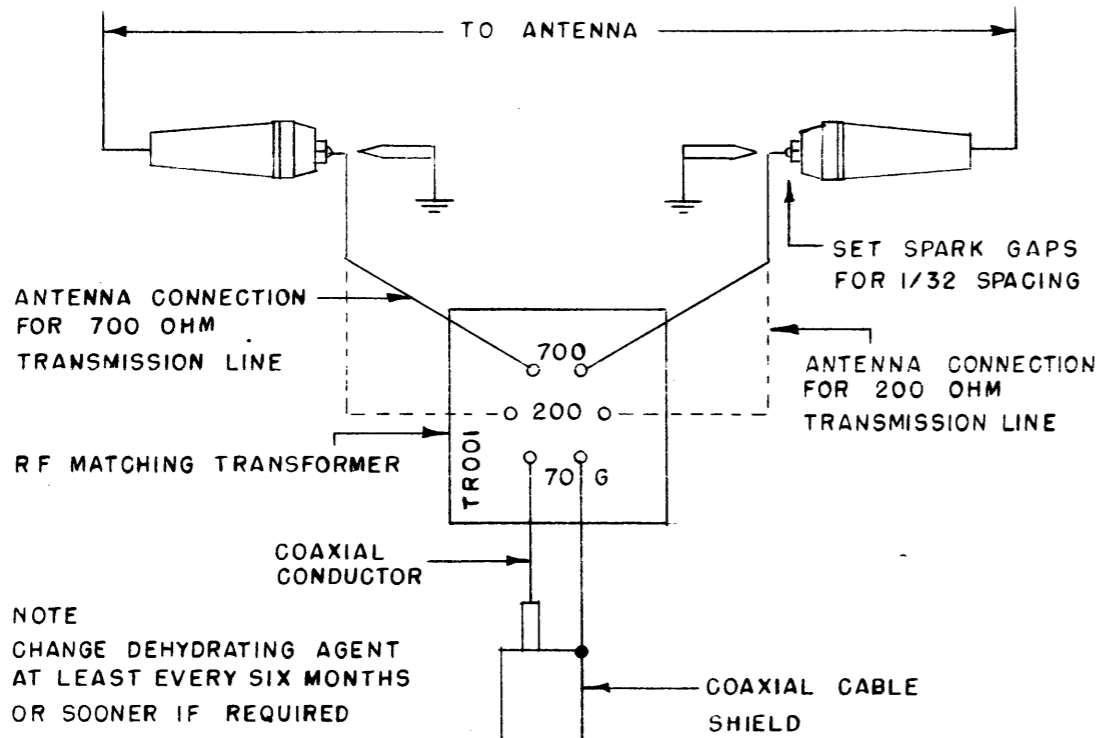 TO ANTENNA
SET SPARK GAPS
FOR 1/32 SPACING
ANTENNA CONNECTION
FOR 700 OHM
TRANSMISSION LINE
ANTENNA CONNECTION
FOR 200 OHM
TRANSMISSION LINE
700
200
70 G
TR001
RF MATCHING TRANSFORMER
COAXIAL
CONDUCTOR
NOTE
CHANGE DEHYDRATING AGENT
AT LEAST EVERY SIX MONTHS
OR SOONER IF REQUIRED
COAXIAL CABLE
SHIELD